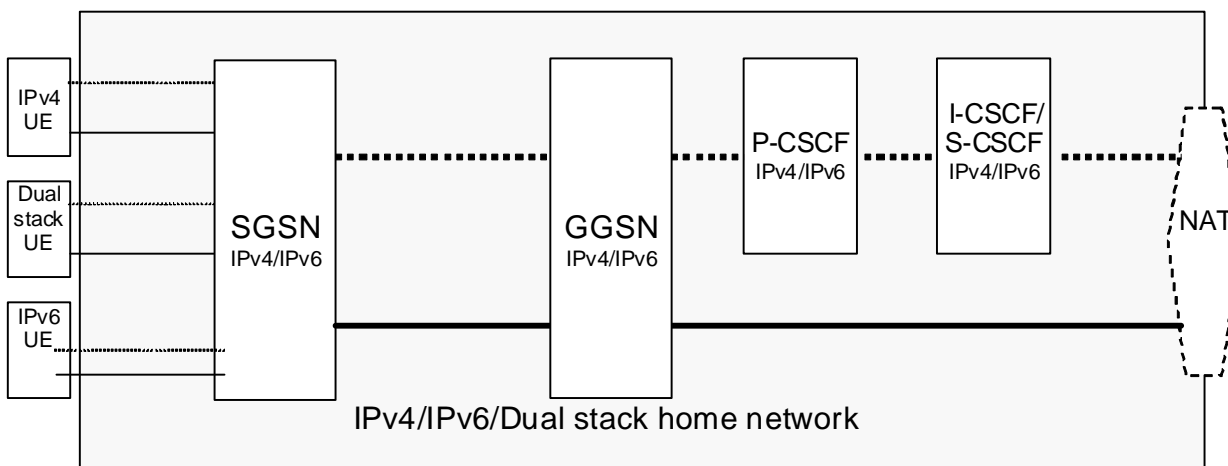 IPv4
UE
Dual
stack
UE
IPv6
UE
SGSN
IPv4/IPv6
GGSN
IPv4/IPv6
P-CSCF
IPv4/IPv6
I-CSCF/
S-CSCF
IPv4/IPv6
NAT
IPv4/IPv6/Dual stack home network